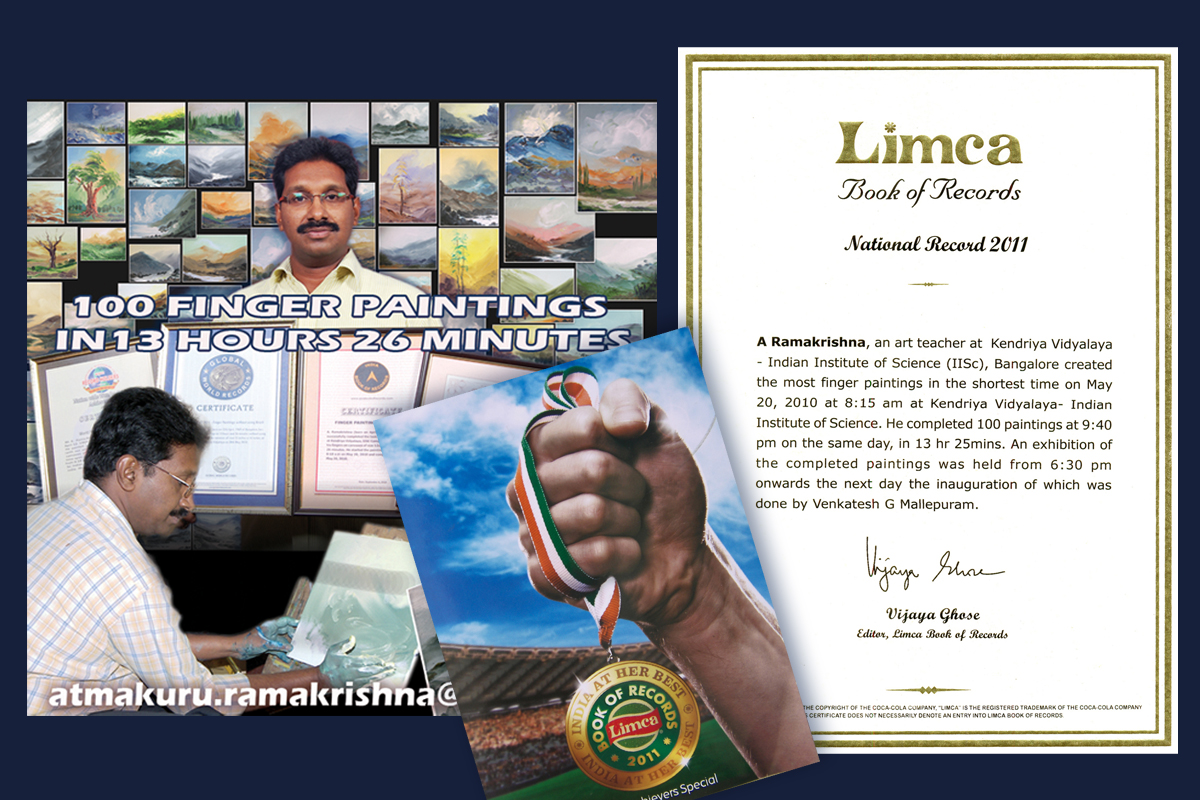 100 FINGER PAINTINGS
IN 13 HOURS 26 MINUTES
GLOBAL
WORLD RECORDS
CERTIFICATE
CERTIFICATE
FINGER PAINTING
atmakuru.ramakrishna@
INDIA AT HER BEST
BOOK OF RECORDS
Limca
2011
INDIA AT HER BEST
hievers Special
Limca
Book of Records
National Record 2011
A Ramakrishna, an art teacher at Kendriya Vidyalaya
- Indian Institute of Science (IISc), Bangalore created
the most finger paintings in the shortest time on May
20, 2010 at 8:15 am at Kendriya Vidyalaya- Indian
Institute of Science. He completed 100 paintings at 9:40
pm on the same day, in 13 hr 25mins. An exhibition of
the completed paintings was held from 6:30 pm
onwards the next day the inauguration of which was
done by Venkatesh G Mallepuram.
Vijaya Ghose
Vijaya Ghose
Editor, Limca Book of Records
THE COPYRIGHT OF THE COCA-COLA COMPANY, "LIMCA" IS THE REGISTERED TRADEMARK OF THE COCA-COLA COMPANY
CERTIFICATE DOES NOT NECESSARILY DENOTE AN ENTRY INTO LIMCA BOOK OF RECORDS.